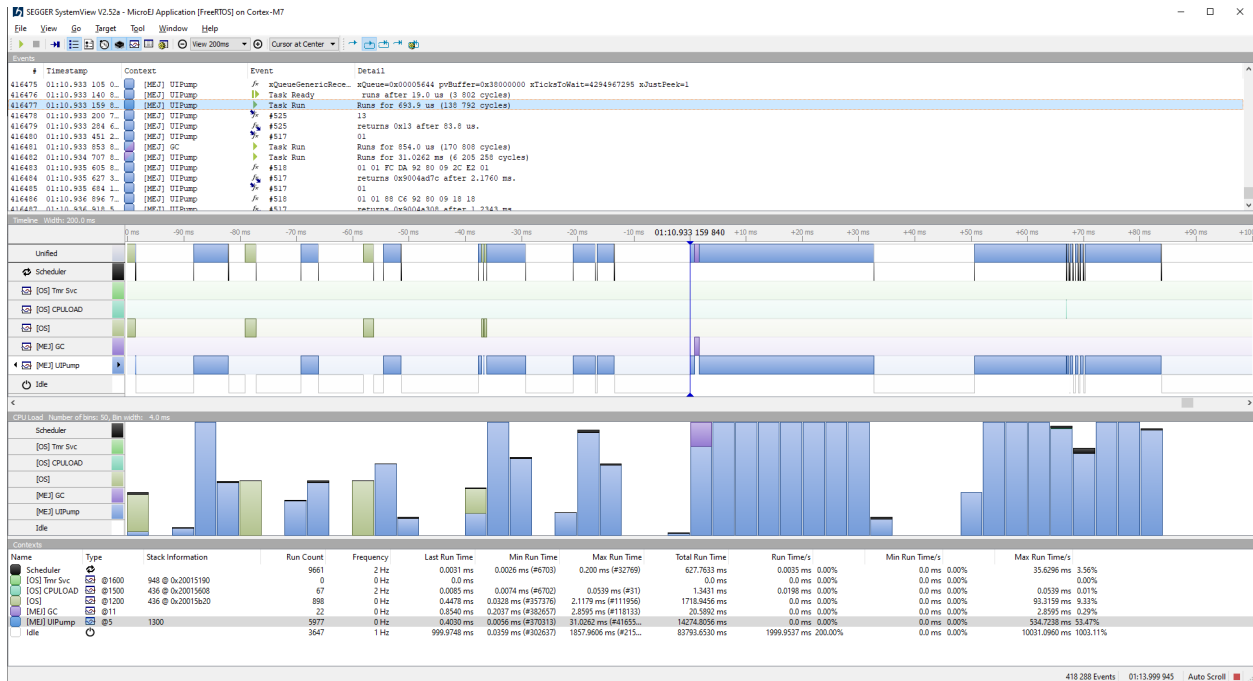 SEGGER SystemView V2.52a - MicroEJ Application [FreeRTOS] on Cortex-M7
File View Go Target Tool Window Help
View 200ms Cursor at Center
Events
# Timestamp Context Event Detail
416475 01:10.933 105 0... [MEJ] UIPump xQueueGenericRece... xQueue=0x00005644 pvBuffer=0x38000000 xTicksToWait=4294967295 xJustPeek=1
416476 01:10.933 140 8... [MEJ] UIPump Task Ready runs after 19.0 us (3 802 cycles)
416477 01:10.933 159 8... [MEJ] UIPump Task Run Runs for 693.9 us (138 792 cycles)
416478 01:10.933 200 7... [MEJ] UIPump #525 13
416479 01:10.933 284 6... [MEJ] UIPump #525 returns 0x13 after 83.8 us.
416480 01:10.933 451 2... [MEJ] UIPump #517 01
416481 01:10.933 853 8... [MEJ] GC Task Run Runs for 854.0 us (170 808 cycles)
416482 01:10.934 707 8... [MEJ] UIPump Task Run Runs for 31.0262 ms (6 205 258 cycles)
416483 01:10.935 605 8... [MEJ] UIPump #518 01 01 FC DA 92 80 09 2C E2 01
416484 01:10.935 627 3... [MEJ] UIPump #517 returns 0x9004ad7c after 2.1760 ms.
416485 01:10.935 684 1... [MEJ] UIPump #517 01
416486 01:10.936 896 7... [MEJ] UIPump #518 01 01 88 C6 92 80 09 18 18
416487 01:10.936 918 5... [MEJ] UIPump #517 returns 0x9004a308 after 1.2343 ms.
Timeline Width: 200.0 ms
0 ms -90 ms -80 ms -70 ms -60 ms -50 ms -40 ms -30 ms -20 ms -10 ms 01:10.933 159 840 +10 ms +20 ms +30 ms +40 ms +50 ms +60 ms +70 ms +80 ms +90 ms +10
Unified
Scheduler
[OS] Tmr Svc
[OS] CPULOAD
[OS]
[MEJ] GC
[MEJ] UIPump
Idle
CPU Load Number of bins: 50, Bin width: 4.0 ms
Scheduler
[OS] Tmr Svc
[OS] CPULOAD
[OS]
[MEJ] GC
[MEJ] UIPump
Idle
Contexts
Name Type Stack Information Run Count Frequency Last Run Time Min Run Time Max Run Time Total Run Time Run Time/s Min Run Time/s Max Run Time/s
Scheduler 9661 2 Hz 0.0031 ms 0.0026 ms (#6703) 0.200 ms (#32769) 627.7633 ms 0.0035 ms 0.00% 0.0 ms 0.00% 35.6296 ms 3.56%
[OS] Tmr Svc @1600 948 @ 0x20015190 0 0 Hz 0.0 ms 0.0 ms 0.0 ms 0.00% 0.0 ms 0.00% 0.00%
[OS] CPULOAD @1500 436 @ 0x20015608 67 2 Hz 0.0085 ms 0.0074 ms (#6702) 0.0539 ms (#31) 1.3431 ms 0.0198 ms 0.00% 0.0 ms 0.00% 0.0539 ms 0.01%
[OS] @1200 436 @ 0x20015b20 898 0 Hz 0.4478 ms 0.0328 ms (#357376) 2.1179 ms (#111956) 1718.9456 ms 0.0 ms 0.00% 0.0 ms 0.00% 93.3159 ms 9.33%
[MEJ] GC @11 22 0 Hz 0.8540 ms 0.2037 ms (#382657) 2.8595 ms (#118133) 20.5892 ms 0.0 ms 0.00% 0.0 ms 0.00% 2.8595 ms 0.29%
[MEJ] UIPump @5 1300 5977 0 Hz 0.4030 ms 0.0056 ms (#370313) 31.0262 ms (#41655... 14274.8056 ms 0.0 ms 0.00% 0.0 ms 0.00% 534.7238 ms 53.47%
Idle 3647 1 Hz 999.9748 ms 0.0359 ms (#302637) 1857.9606 ms (#215... 83793.6530 ms 1999.9537 ms 200.00% 0.0 ms 0.00% 10031.0960 ms 1003.11%
418 288 Events 01:13.999 945 Auto Scroll